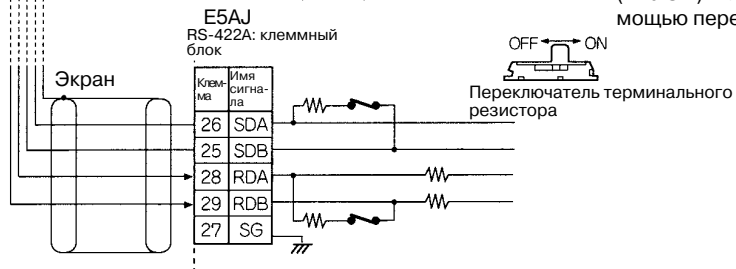 мощью пере
E5AJ
RS-422A: клеммный
блок
OFF ON
Экран
Переключатель терминального
резистора
Клем-
ма
Имя
сигна-
ла
26 SDA
25 SDB
28 RDA
29 RDB
27 SG